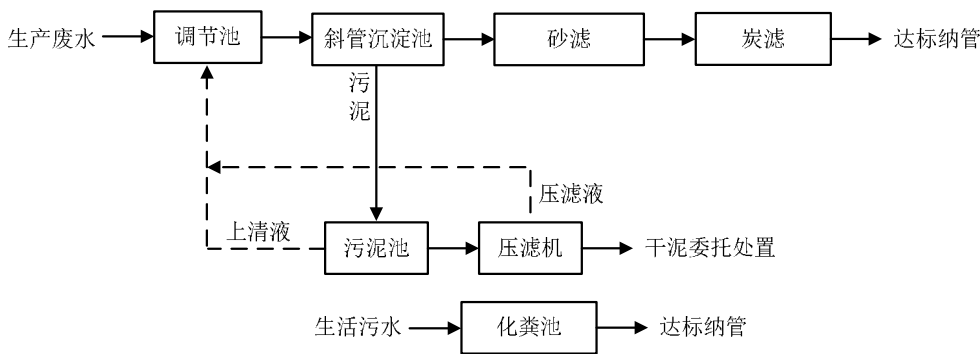 生产废水
调节池
斜管沉淀池
砂滤
炭滤
达标纳管
污泥
压滤液
上清液
污泥池
压滤机
干泥委托处置
生活污水
化粪池
达标纳管